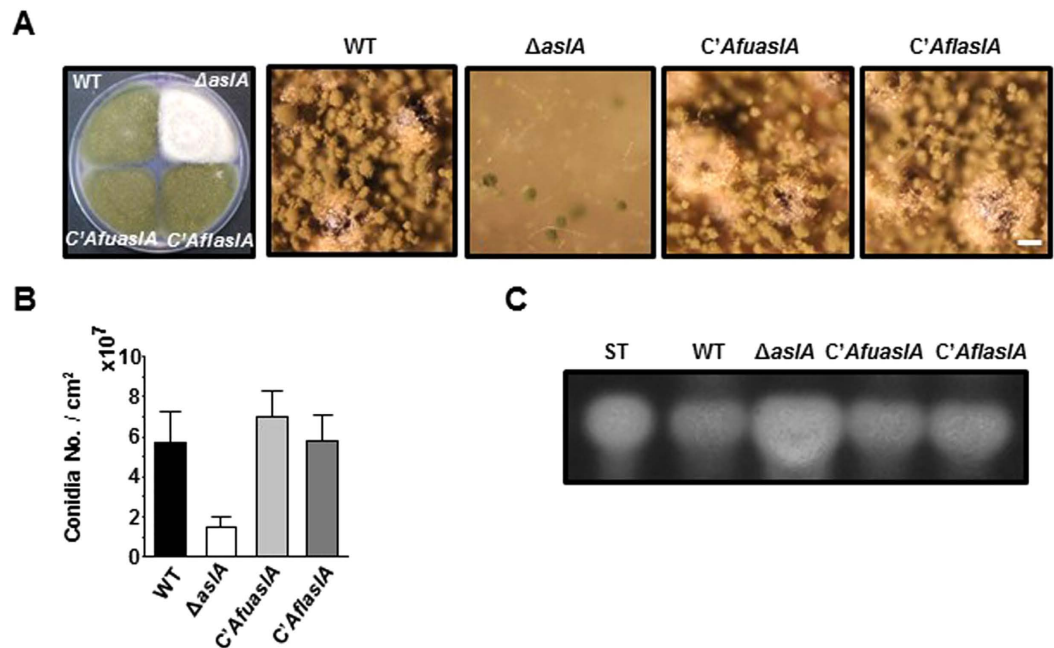 A
WT ΔaslA C'AfuaslA C'AflaslA
WT ΔaslA
C'AfuaslA C'AflaslA
B
x10⁷
10
8
6
4
2
0
Conidia No. / cm²
WT
ΔaslA
C'AfuaslA
C'AflaslA
C
ST WT ΔaslA C'AfuaslA C'AflaslA